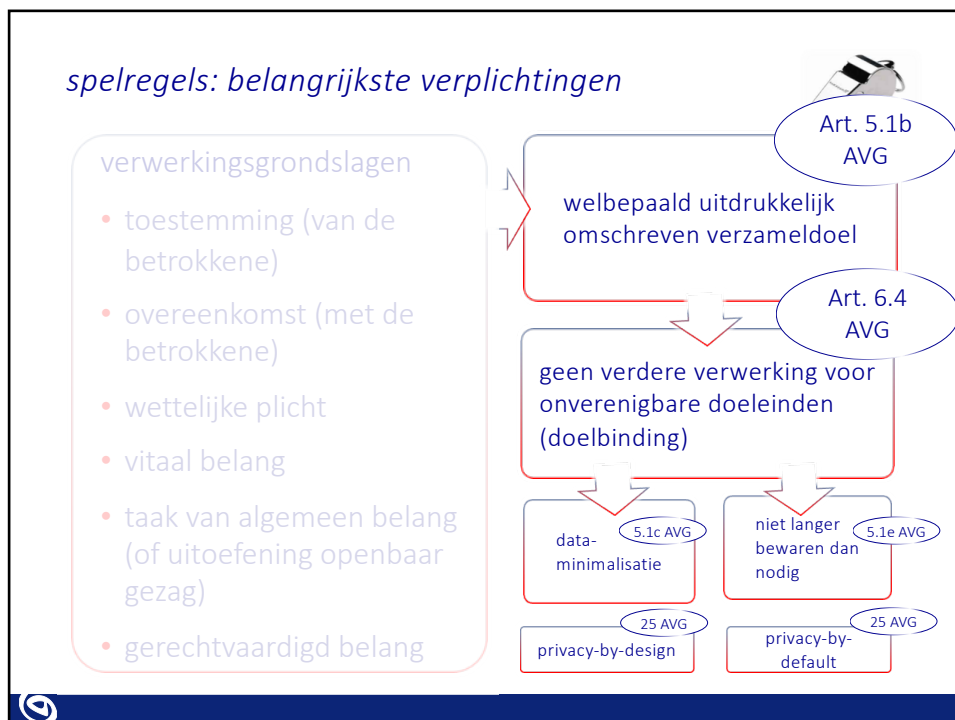 spelregels: belangrijkste verplichtingen
verwerkingsgrondslagen
• toestemming (van de
betrokkene)
• overeenkomst (met de
betrokkene)
• wettelijke plicht
• vitaal belang
• taak van algemeen belang
(of uitoefening openbaar
gezag)
• gerechtvaardigd belang
Art. 5.1b
AVG
welbepaald uitdrukkelijk
omschreven verzameldoel
Art. 6.4
AVG
geen verdere verwerking voor
onverenigbare doeleinden
(doelbinding)
5.1c AVG
data-
minimalisatie
5.1e AVG
niet langer
bewaren dan
nodig
25 AVG
privacy-by-design
25 AVG
privacy-by-
default